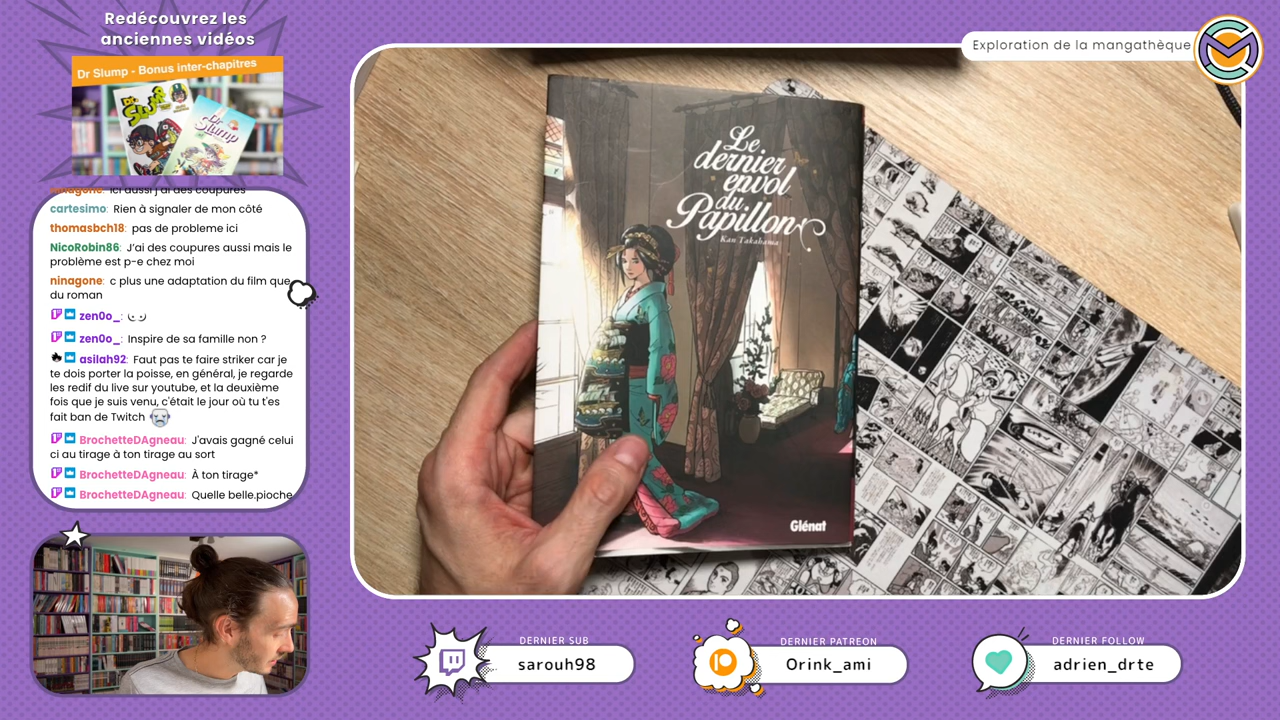 Redécouvrez les
anciennes vidéos
Dr Slump - Bonus inter-chapitres
Dr
Slump
Dr
Slump
ninagone: ici aussi j'ai des coupures
cartesimo: Rien à signaler de mon côté
thomasbch18: pas de probleme ici
NicoRobin86: J'ai des coupures aussi mais le
problème est p-e chez moi
ninagone: c plus une adaptation du film que
du roman
zen0o_:
zen0o_: Inspire de sa famille non ?
asilah92: Faut pas te faire striker car je
te dois porter la poisse, en général, je regarde
les redif du live sur youtube, et la deuxième
fois que je suis venu, c'était le jour où tu t'es
fait ban de Twitch
BrochetteDAgneau: J'avais gagné celui
ci au tirage à ton tirage au sort
BrochetteDAgneau: À ton tirage*
BrochetteDAgneau: Quelle belle.pioche
Exploration de la mangathèque
Le
dernier
envol
du
Papillon
Kan Takahama
Glénat
DERNIER SUB
sarouh98
DERNIER PATREON
Orink_ami
DERNIER FOLLOW
adrien_drte